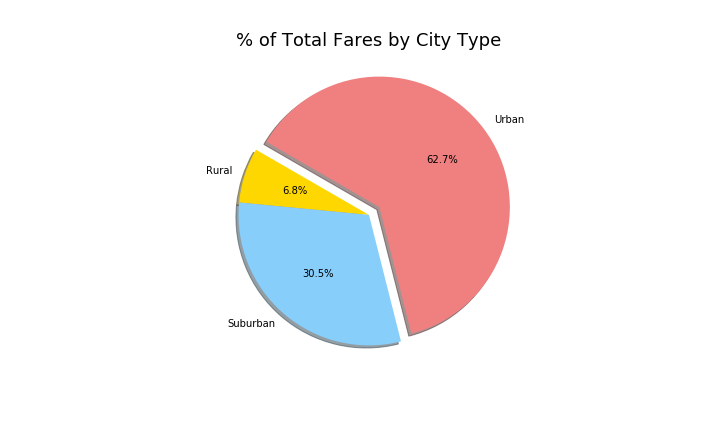 % of Total Fares by City Type
Urban
62.7%
Rural
6.8%
30.5%
Suburban